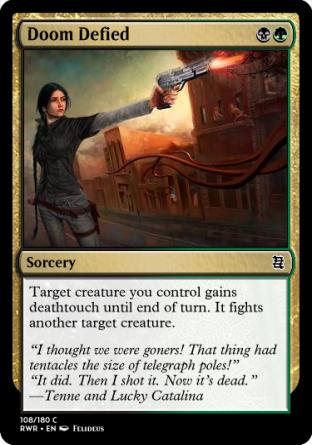 Doom Defied
Sorcery
Target creature you control gains
deathtouch until end of turn. It fights
another target creature.
“I thought we were goners! That thing had
tentacles the size of telegraph poles!”
“It did. Then I shot it. Now it’s dead.”
—Tenne and Lucky Catalina
108/180 C
RWR • EN Felideus